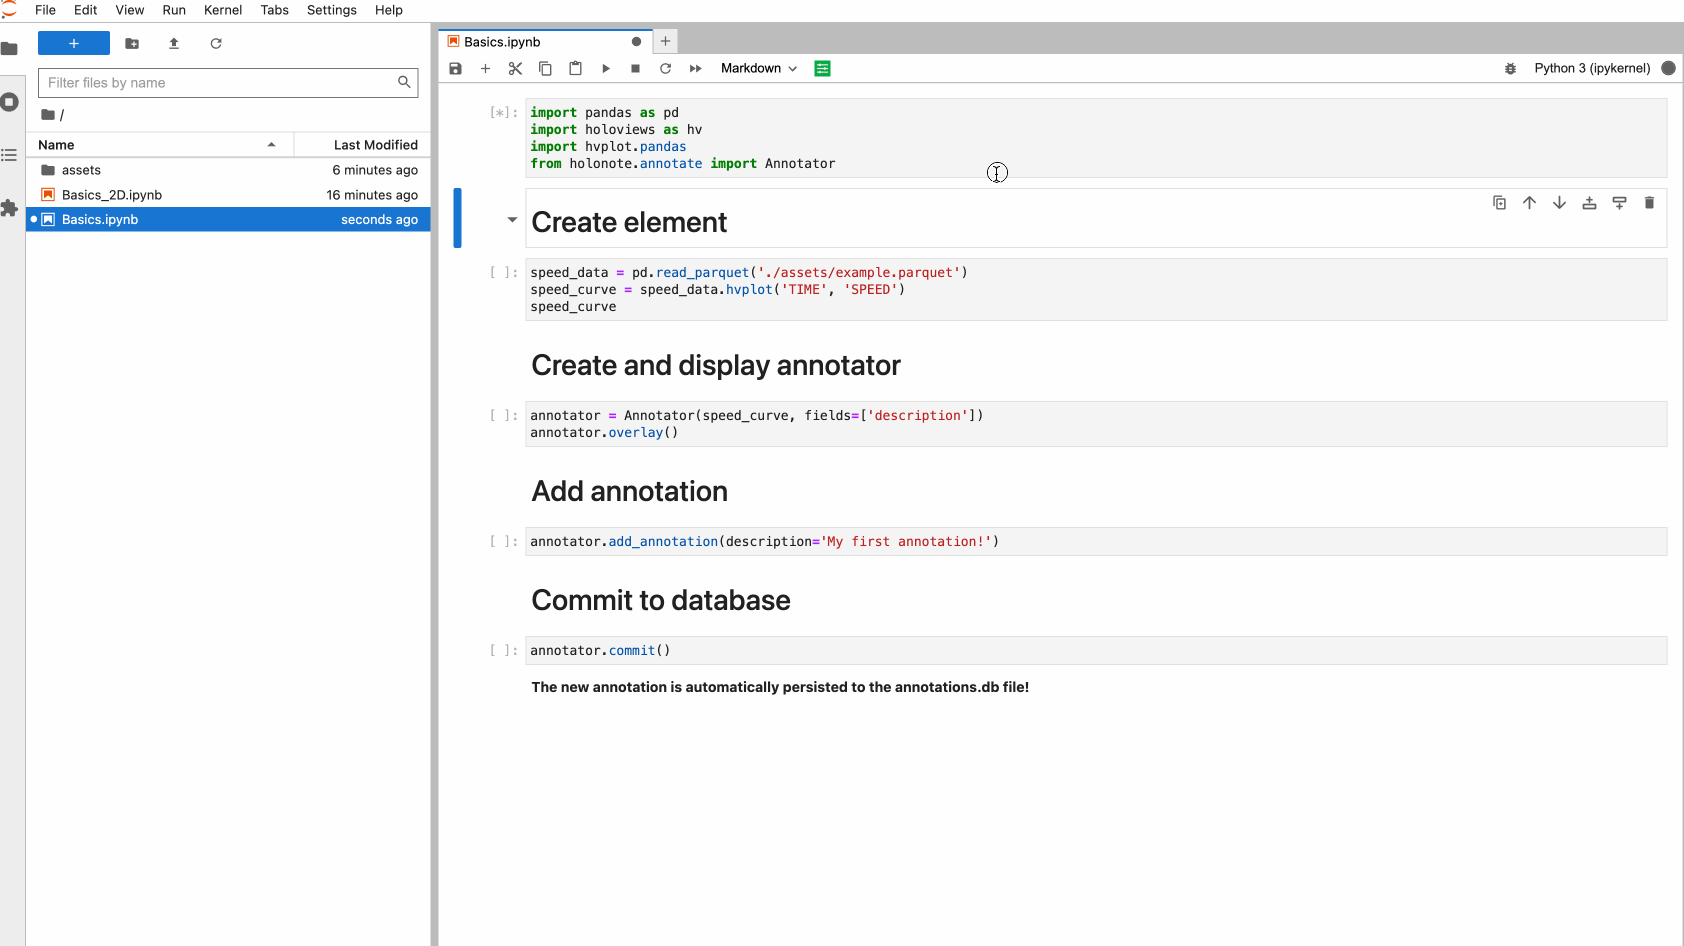 File Edit View Run Kernel Tabs Settings Help
Filter files by name
/
Name Last Modified
assets 6 minutes ago
Basics_2D.ipynb 16 minutes ago
Basics.ipynb seconds ago
Basics.ipynb
Markdown Python 3 (ipykernel)
[*]: import pandas as pd
import holoviews as hv
import hvplot.pandas
from holonote.annotate import Annotator
Create element
[ ]: speed_data = pd.read_parquet('./assets/example.parquet')
speed_curve = speed_data.hvplot('TIME', 'SPEED')
speed_curve
Create and display annotator
[ ]: annotator = Annotator(speed_curve, fields=['description'])
annotator.overlay()
Add annotation
[ ]: annotator.add_annotation(description='My first annotation!')
Commit to database
[ ]: annotator.commit()
The new annotation is automatically persisted to the annotations.db file!